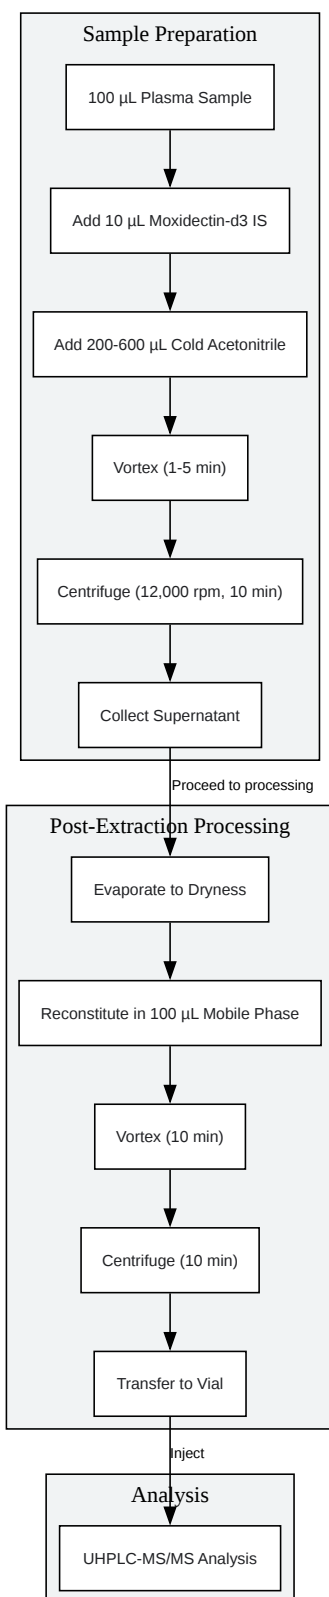 Sample Preparation
100 µL Plasma Sample
Add 10 µL Moxidectin-d3 IS
Add 200-600 µL Cold Acetonitrile
Vortex (1-5 min)
Centrifuge (12,000 rpm, 10 min)
Collect Supernatant
Proceed to processing
Post-Extraction Processing
Evaporate to Dryness
Reconstitute in 100 µL Mobile Phase
Vortex (10 min)
Centrifuge (10 min)
Transfer to Vial
Inject
Analysis
UHPLC-MS/MS Analysis